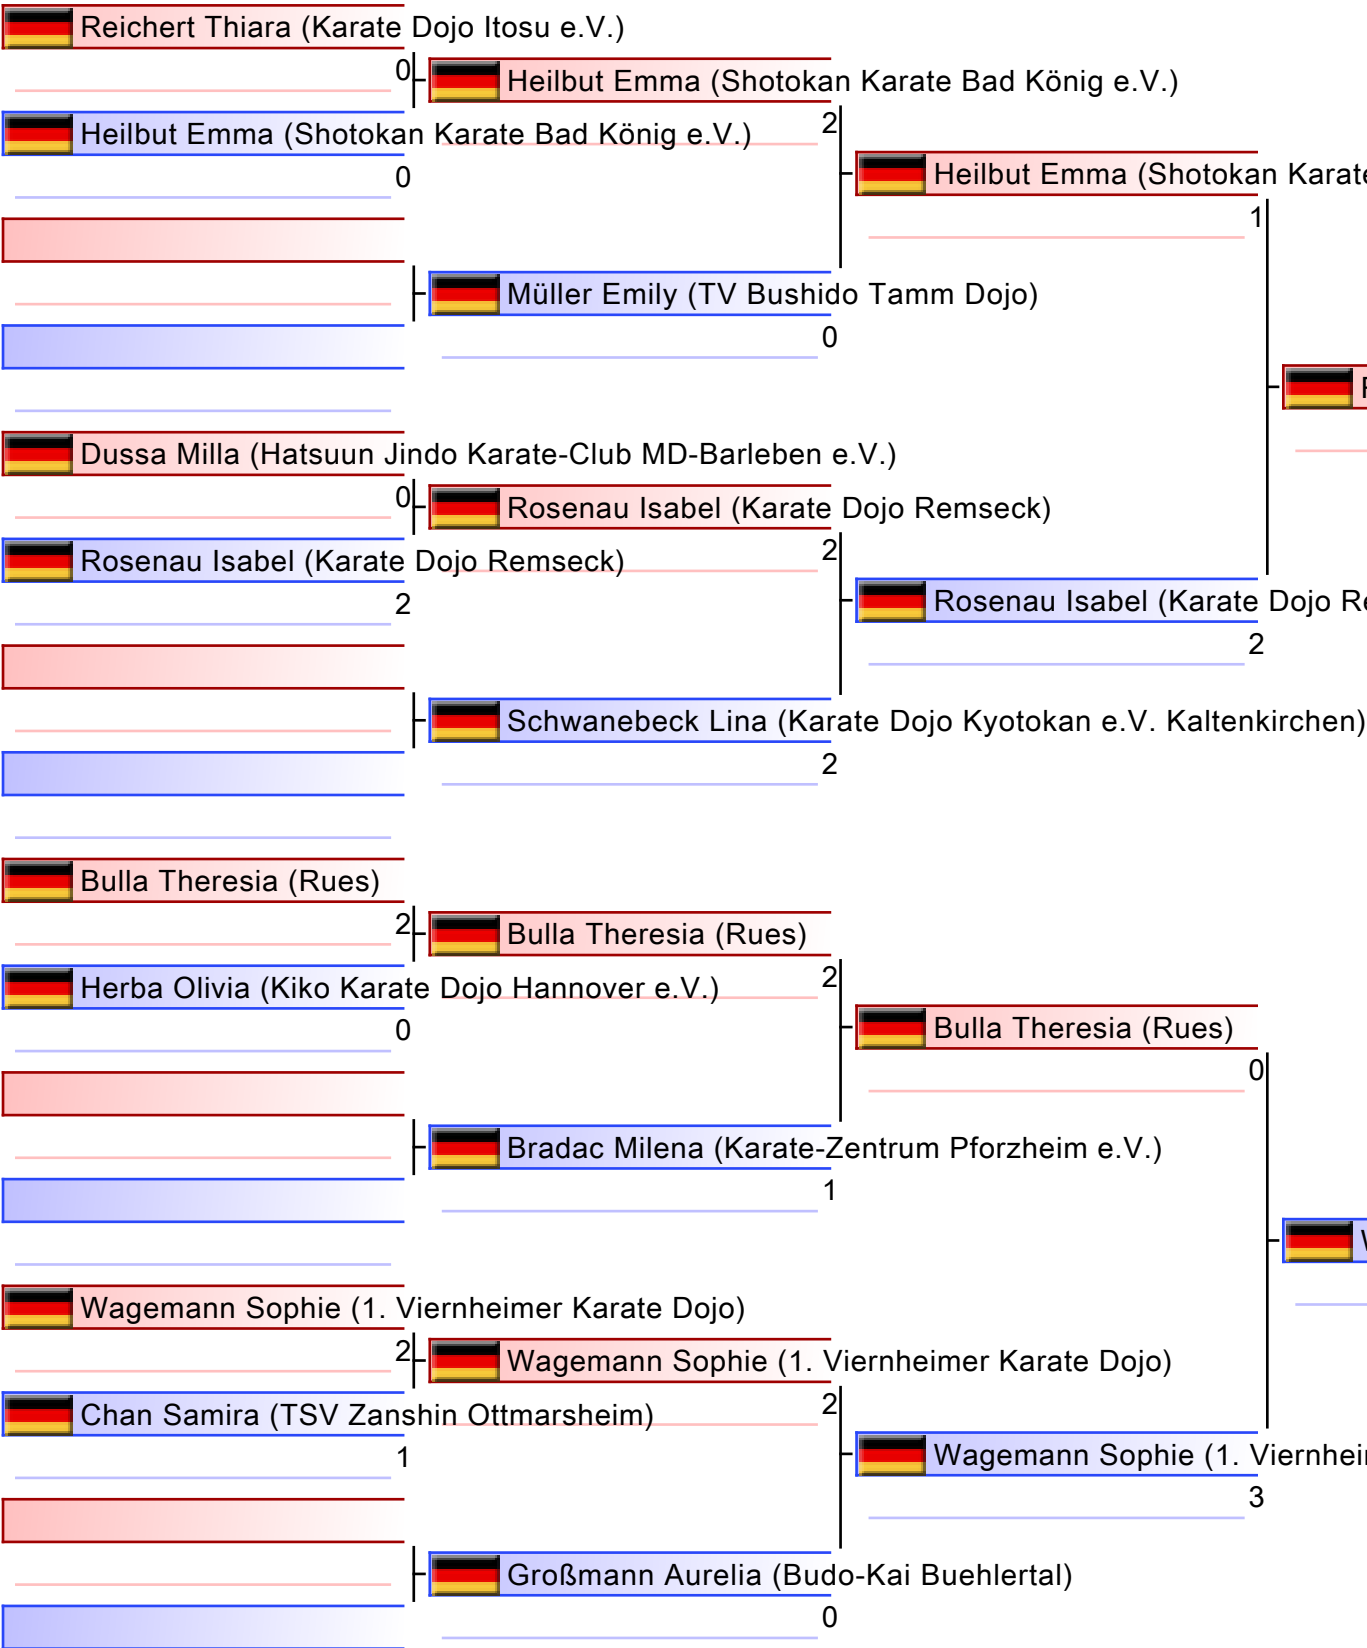 Reichert Thiara (Karate Dojo Itosu e.V.)
0
Heilbut Emma (Shotokan Karate Bad König e.V.)
0
Dussa Milla (Hatsuun Jindo Karate-Club MD-Barleben e.V.)
0
Rosenau Isabel (Karate Dojo Remseck)
2
Bulla Theresia (Rues)
2
Herba Olivia (Kiko Karate Dojo Hannover e.V.)
0
Wagemann Sophie (1. Viernheimer Karate Dojo)
2
Chan Samira (TSV Zanshin Ottmarsheim)
1
Heilbut Emma (Shotokan Karate Bad König e.V.)
2
Müller Emily (TV Bushido Tamm Dojo)
0
Rosenau Isabel (Karate Dojo Remseck)
2
Schwanebeck Lina (Karate Dojo Kyotokan e.V. Kaltenkirchen)
2
Bulla Theresia (Rues)
2
Bradac Milena (Karate-Zentrum Pforzheim e.V.)
1
Wagemann Sophie (1. Viernheimer Karate Dojo)
2
Großmann Aurelia (Budo-Kai Buehlertal)
0
Heilbut Emma (Shotokan Karate
1
Rosenau Isabel (Karate Dojo Re
2
Bulla Theresia (Rues)
0
Wagemann Sophie (1. Viernhei
3